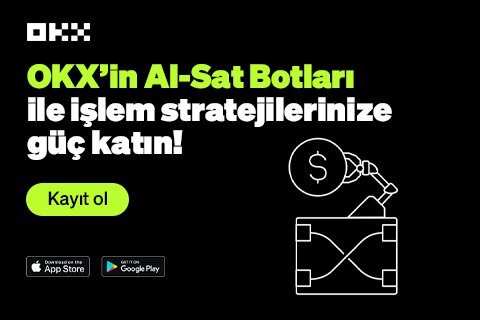 OKX
OKX’in Al-Sat Botları
ile işlem stratejilerinize
güç katın!
$
Kayıt ol
Download on the
App Store
GET IT ON
Google Play